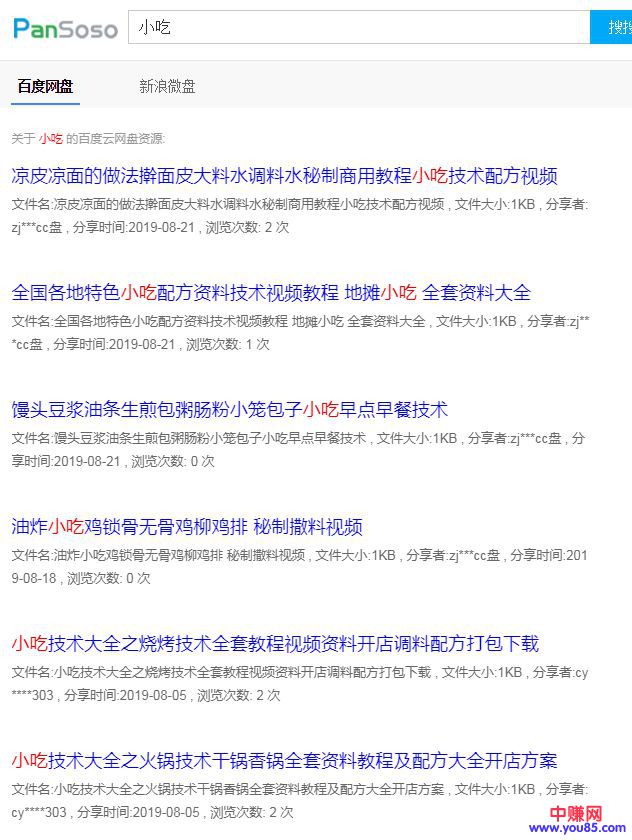 PanSoso
小吃
搜搜
百度网盘 新浪微盘
关于 小吃 的百度云网盘资源:
凉皮凉面的做法擀面皮大料水调料水秘制商用教程小吃技术配方视频
文件名:凉皮凉面的做法擀面皮大料水调料水秘制商用教程小吃技术配方视频 , 文件大小:1KB , 分享者:
zj***cc盘 , 分享时间:2019-08-21 , 浏览次数: 2 次
全国各地特色小吃配方资料技术视频教程 地摊小吃 全套资料大全
文件名:全国各地特色小吃配方资料技术视频教程 地摊小吃 全套资料大全 , 文件大小:1KB , 分享者:zj**
*cc盘 , 分享时间:2019-08-21 , 浏览次数: 1 次
馒头豆浆油条生煎包粥肠粉小笼包子小吃早点早餐技术
文件名:馒头豆浆油条生煎包粥肠粉小笼包子小吃早点早餐技术 , 文件大小:1KB , 分享者:zj***cc盘 , 分
享时间:2019-08-21 , 浏览次数: 0 次
油炸小吃鸡锁骨无骨鸡柳鸡排 秘制撒料视频
文件名:油炸小吃鸡锁骨无骨鸡柳鸡排 秘制撒料视频 , 文件大小:1KB , 分享者:zj***cc盘 , 分享时间:201
9-08-18 , 浏览次数: 0 次
小吃技术大全之烧烤技术全套教程视频资料开店调料配方打包下载
文件名:小吃技术大全之烧烤技术全套教程视频资料开店调料配方打包下载 , 文件大小:1KB , 分享者:cy
****303 , 分享时间:2019-08-05 , 浏览次数: 2 次
小吃技术大全之火锅技术干锅香锅全套资料教程及配方大全开店方案
文件名:小吃技术大全之火锅技术干锅香锅全套资料教程及配方大全开店方案 , 文件大小:1KB , 分享者:
cy****303 , 分享时间:2019-08-05 , 浏览次数: 2 次
中赚网
www.you85.com